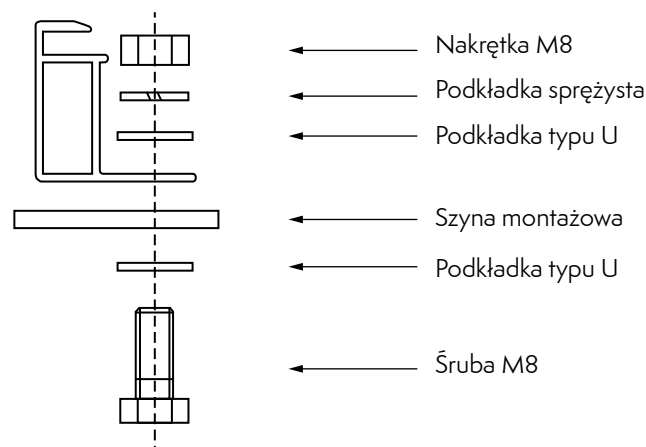 Nakrętka M8
Podkładka sprężysta
Podkładka typu U
Szyna montażowa
Podkładka typu U
Śruba M8